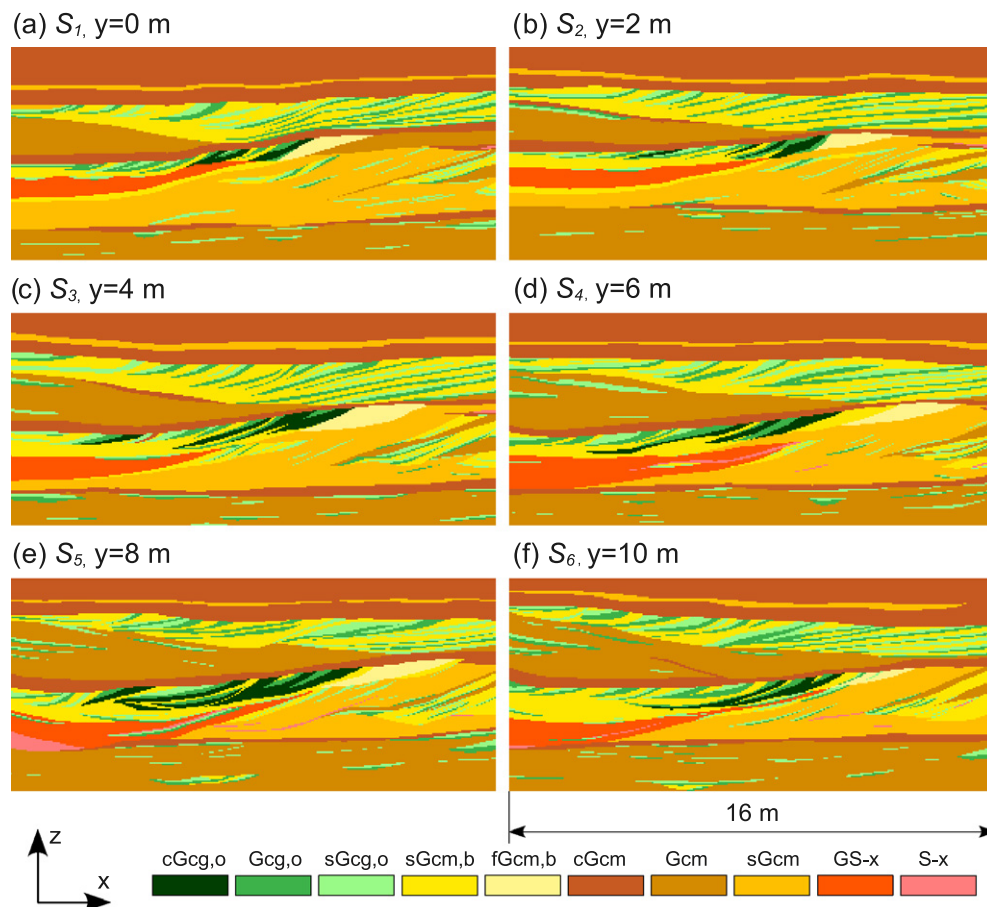 (a) S1, y=0 m
(b) S2, y=2 m
(c) S3, y=4 m
(d) S4, y=6 m
(e) S5, y=8 m
(f) S6, y=10 m
16 m
z
x
cGcg,o Gcg,o sGcg,o sGcm,b fGcm,b cGcm Gcm sGcm GS-x S-x